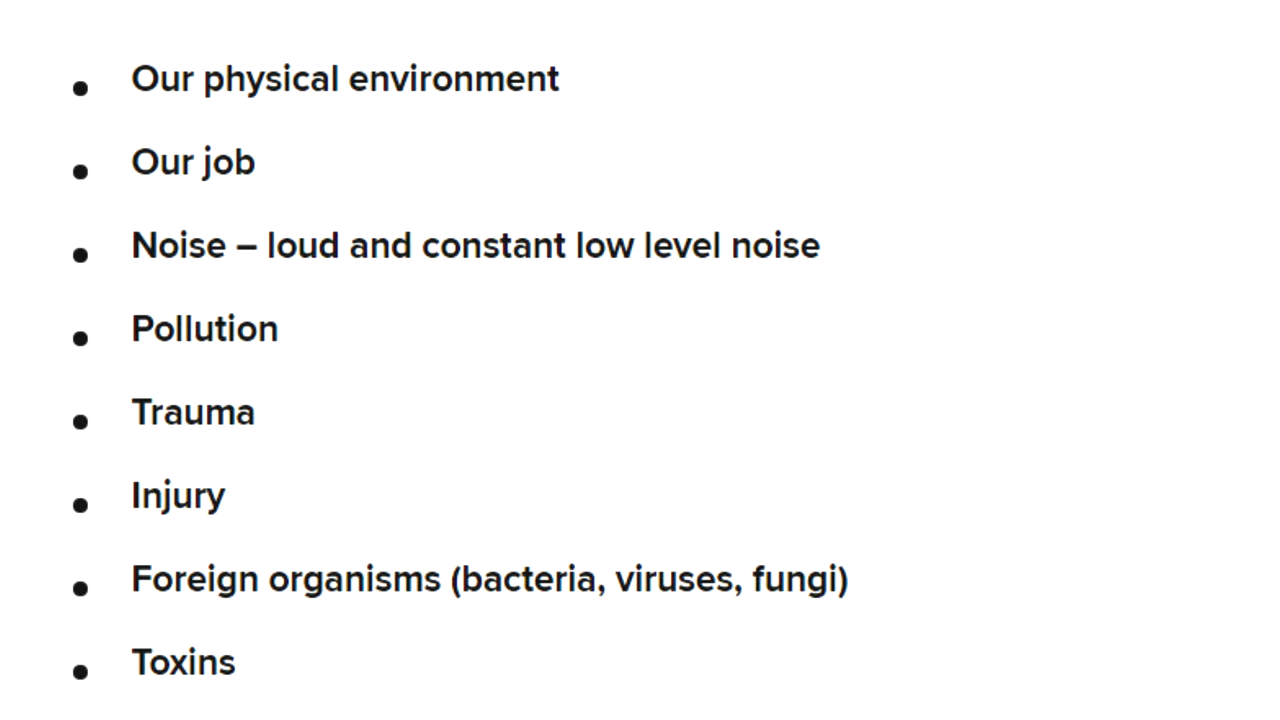 • Our physical environment
• Our job
• Noise – loud and constant low level noise
• Pollution
• Trauma
• Injury
• Foreign organisms (bacteria, viruses, fungi)
• Toxins